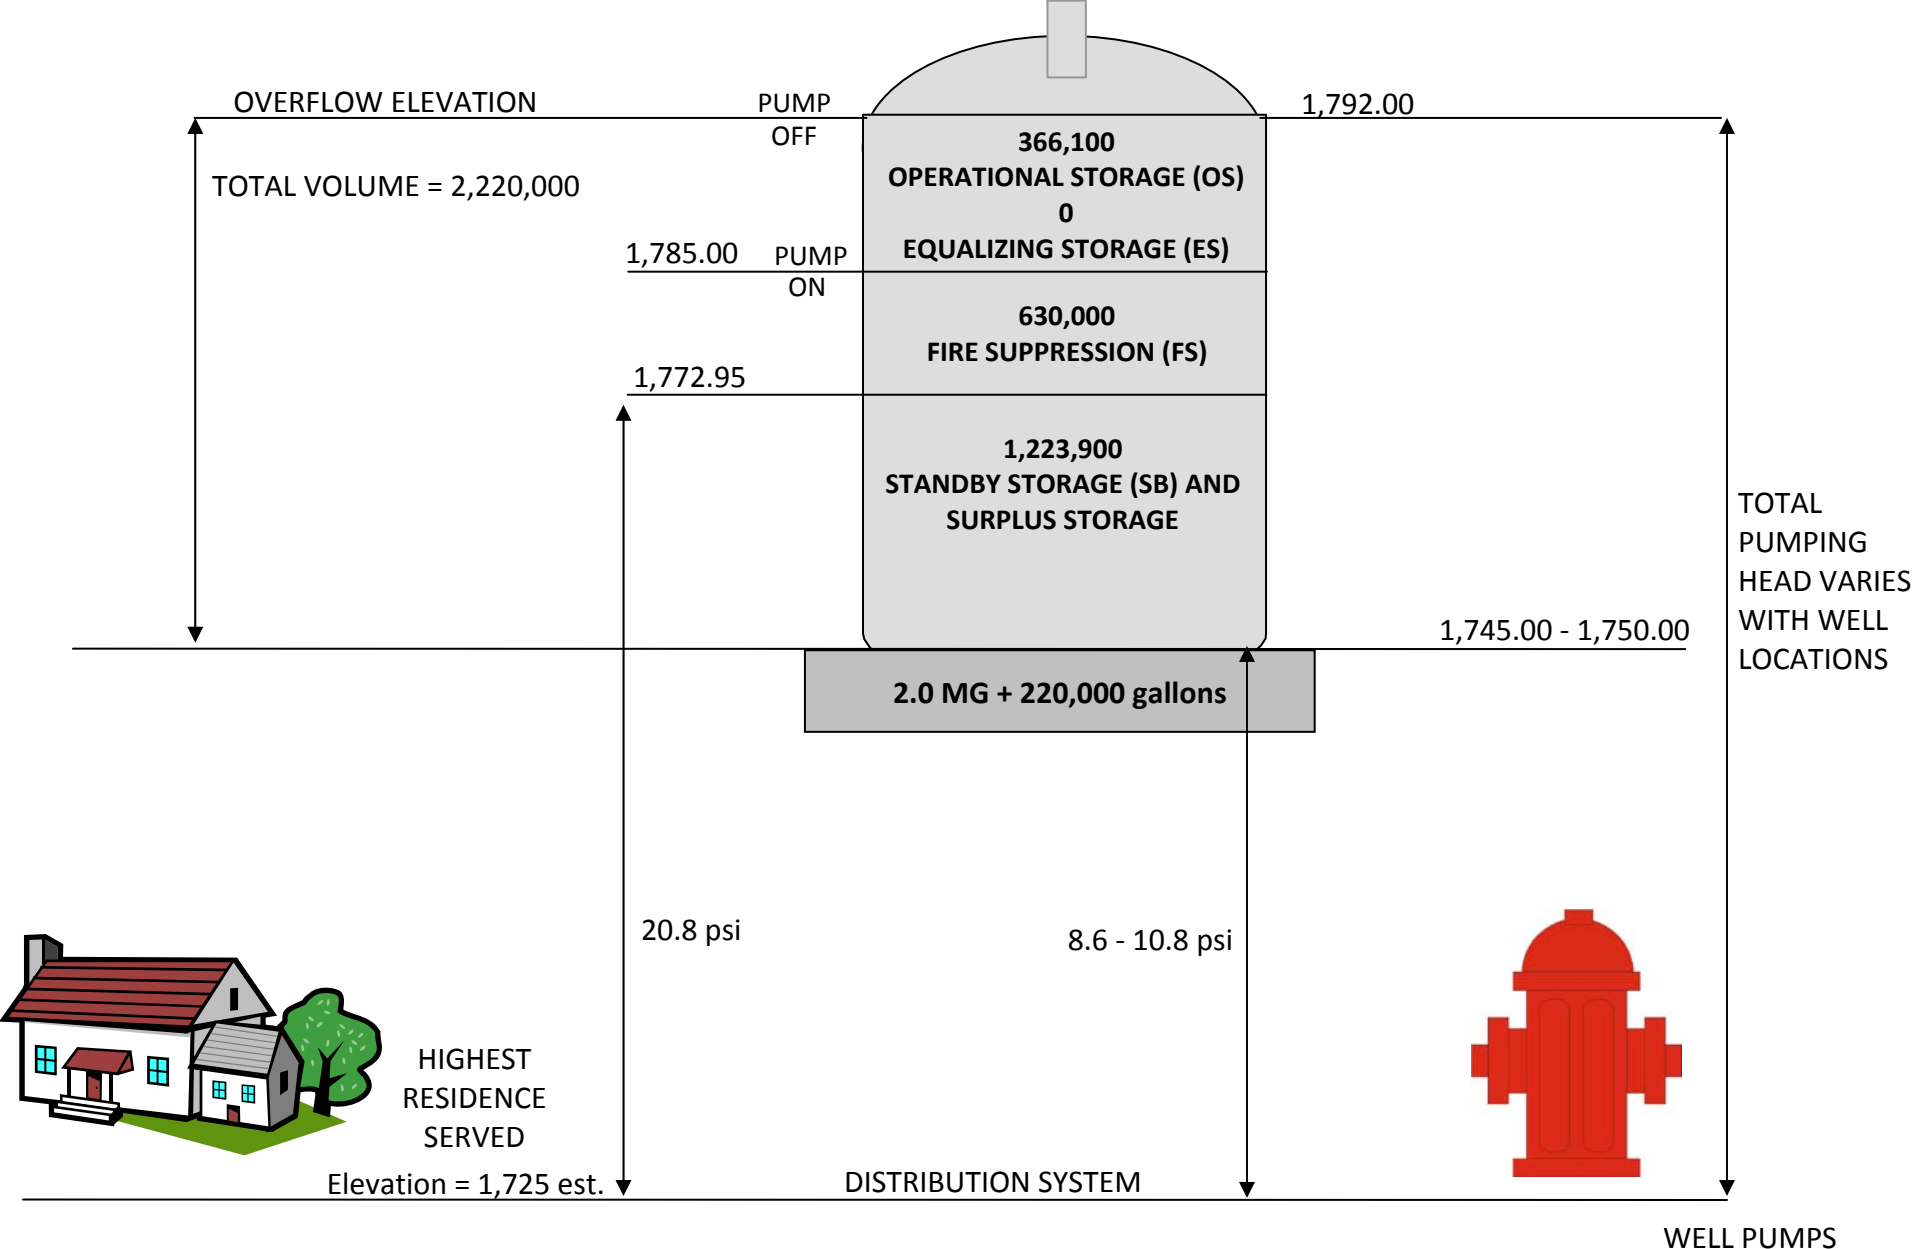 OVERFLOW ELEVATION
PUMP
OFF
1,792.00
TOTAL VOLUME = 2,220,000
366,100
OPERATIONAL STORAGE (OS)
0
EQUALIZING STORAGE (ES)
1,785.00
PUMP
ON
630,000
FIRE SUPPRESSION (FS)
1,772.95
1,223,900
STANDBY STORAGE (SB) AND
SURPLUS STORAGE
TOTAL
PUMPING
HEAD VARIES
WITH WELL
LOCATIONS
1,745.00 - 1,750.00
2.0 MG + 220,000 gallons
20.8 psi
8.6 - 10.8 psi
HIGHEST
RESIDENCE
SERVED
Elevation = 1,725 est.
DISTRIBUTION SYSTEM
WELL PUMPS